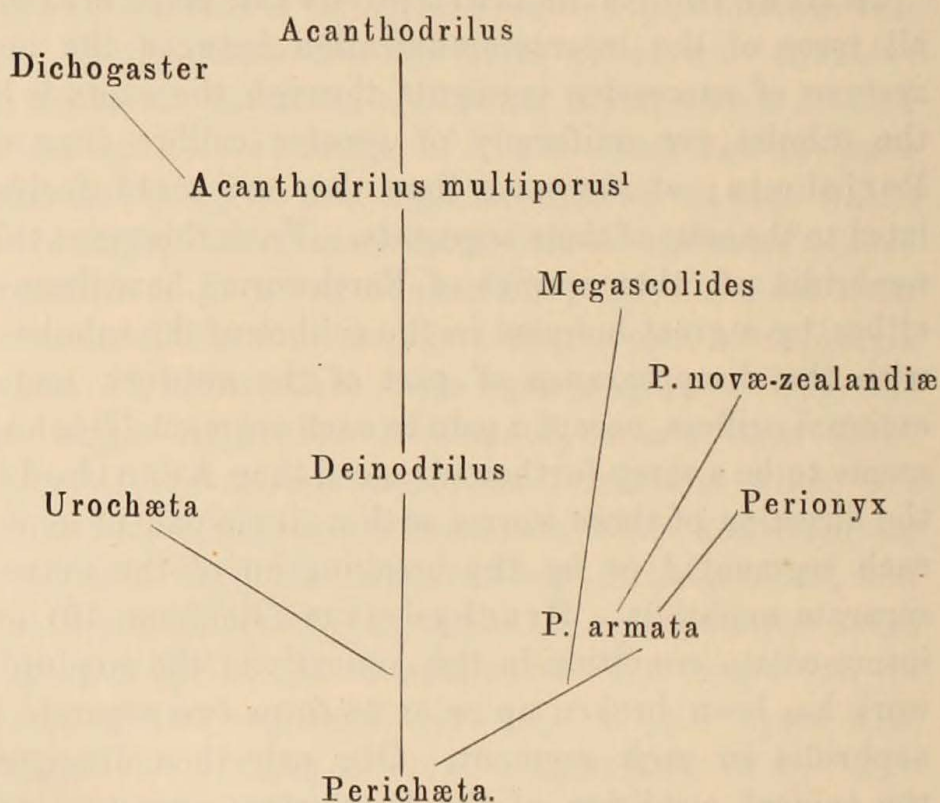 Acanthodrilus
Dichogaster
Acanthodrilus multiporus¹
Megascolides
P. novæ-zealandiæ
Deinodrilus
Urochæta
Perionyx
P. armata
Perichæta.